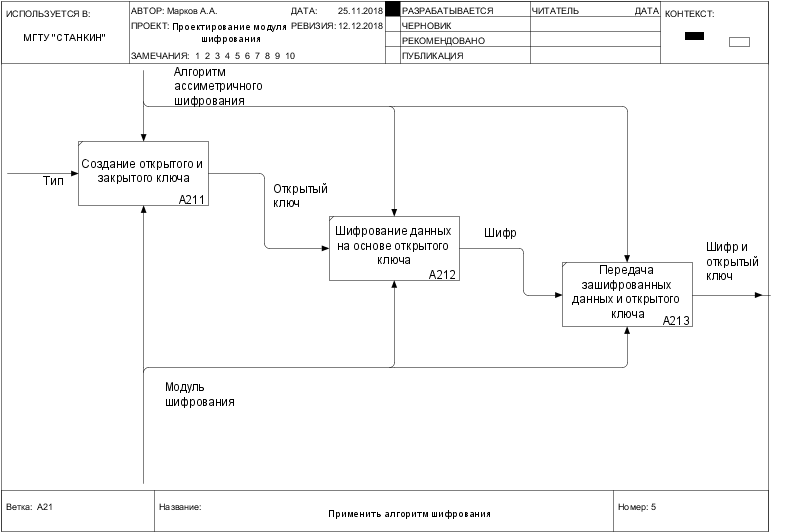 ИСПОЛЬЗУЕТСЯ В:
МГТУ "СТАНКИН"
АВТОР: Марков А.А.
ДАТА: 25.11.2018
ПРОЕКТ: Проектирование модуля
шифрования
РЕВИЗИЯ: 12.12.2018
ЗАМЕЧАНИЯ: 1 2 3 4 5 6 7 8 9 10
РАЗРАБАТЫВАЕТСЯ
ЧЕРНОВИК
РЕКОМЕНДОВАНО
ПУБЛИКАЦИЯ
ЧИТАТЕЛЬ
ДАТА
КОНТЕКСТ:
Алгоритм
ассиметричного
шифрования
Тип
Создание открытого и
закрытого ключа
A211
Открытый
ключ
Шифрование данных
на основе открытого
ключа
A212
Шифр
Передача
зашифрованных
данных и открытого
ключа
A213
Шифр и
открытый
ключ
Модуль
шифрования
Ветка: A21
Название:
Применить алгоритм шифрования
Номер: 5